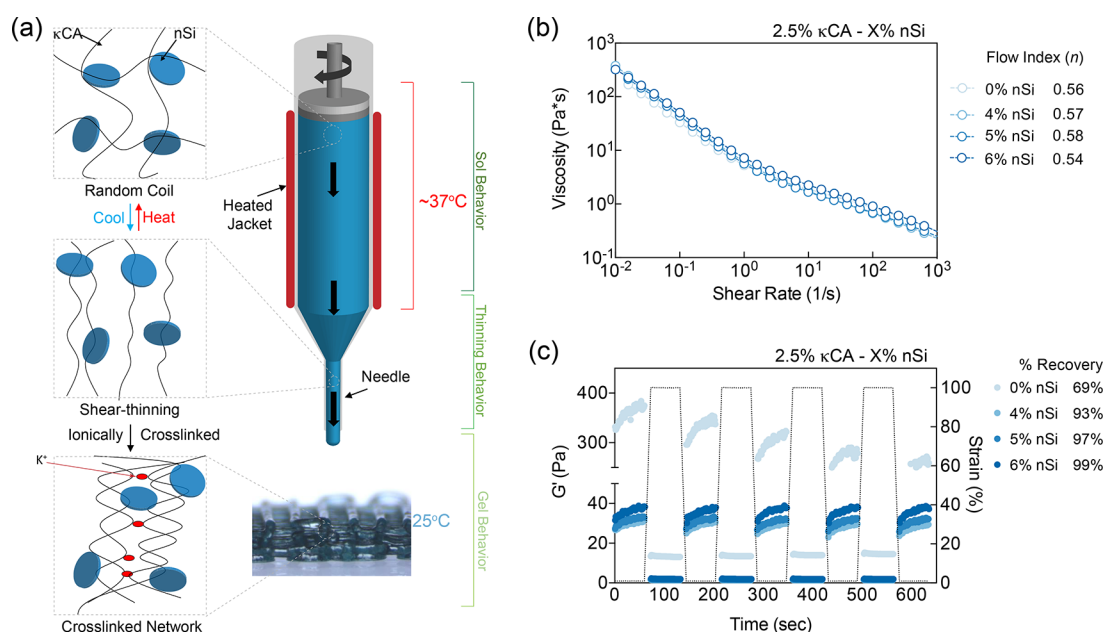 (a)
κCA
nSi
Random Coil
Cool
Heat
Shear-thinning
Ionically
Crosslinked
K⁺
Crosslinked Network
Heated
Jacket
Needle
~37°C
25°C
Sol Behavior
Thinning Behavior
Gel Behavior
(b)
2.5% κCA - X% nSi
Viscosity (Pa*s)
10³
10²
10¹
10⁰
10⁻¹
10⁻² 10⁻¹ 10⁰ 10¹ 10² 10³
Shear Rate (1/s)
Flow Index (n)
0% nSi 0.56
4% nSi 0.57
5% nSi 0.58
6% nSi 0.54
(c)
2.5% κCA - X% nSi
G' (Pa)
400
300
40
20
0
0 100 200 300 400 500 600
Time (sec)
100
80
60
40
20
0
Strain (%)
% Recovery
0% nSi 69%
4% nSi 93%
5% nSi 97%
6% nSi 99%